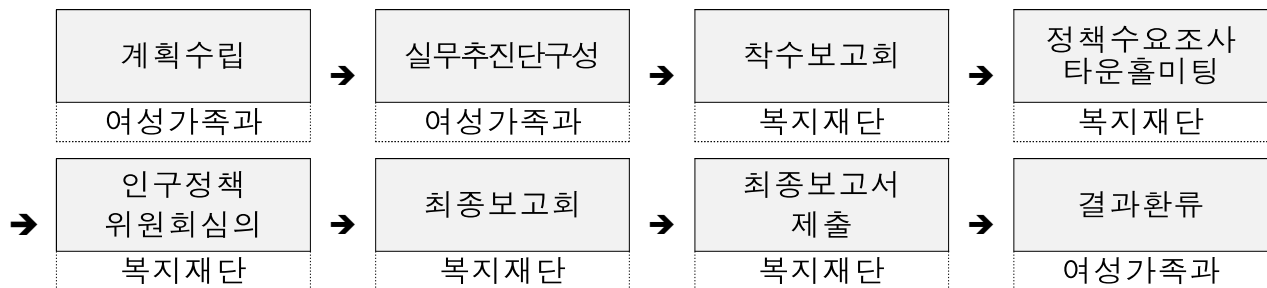 계획수립 ➔ 실무추진단구성 ➔ 착수보고회 ➔ 정책수요조사
타운홀미팅
여성가족과 여성가족과 복지재단 복지재단
➔ 인구정책
위원회심의 ➔ 최종보고회 ➔ 최종보고서
제출 ➔ 결과환류
복지재단 복지재단 복지재단 여성가족과